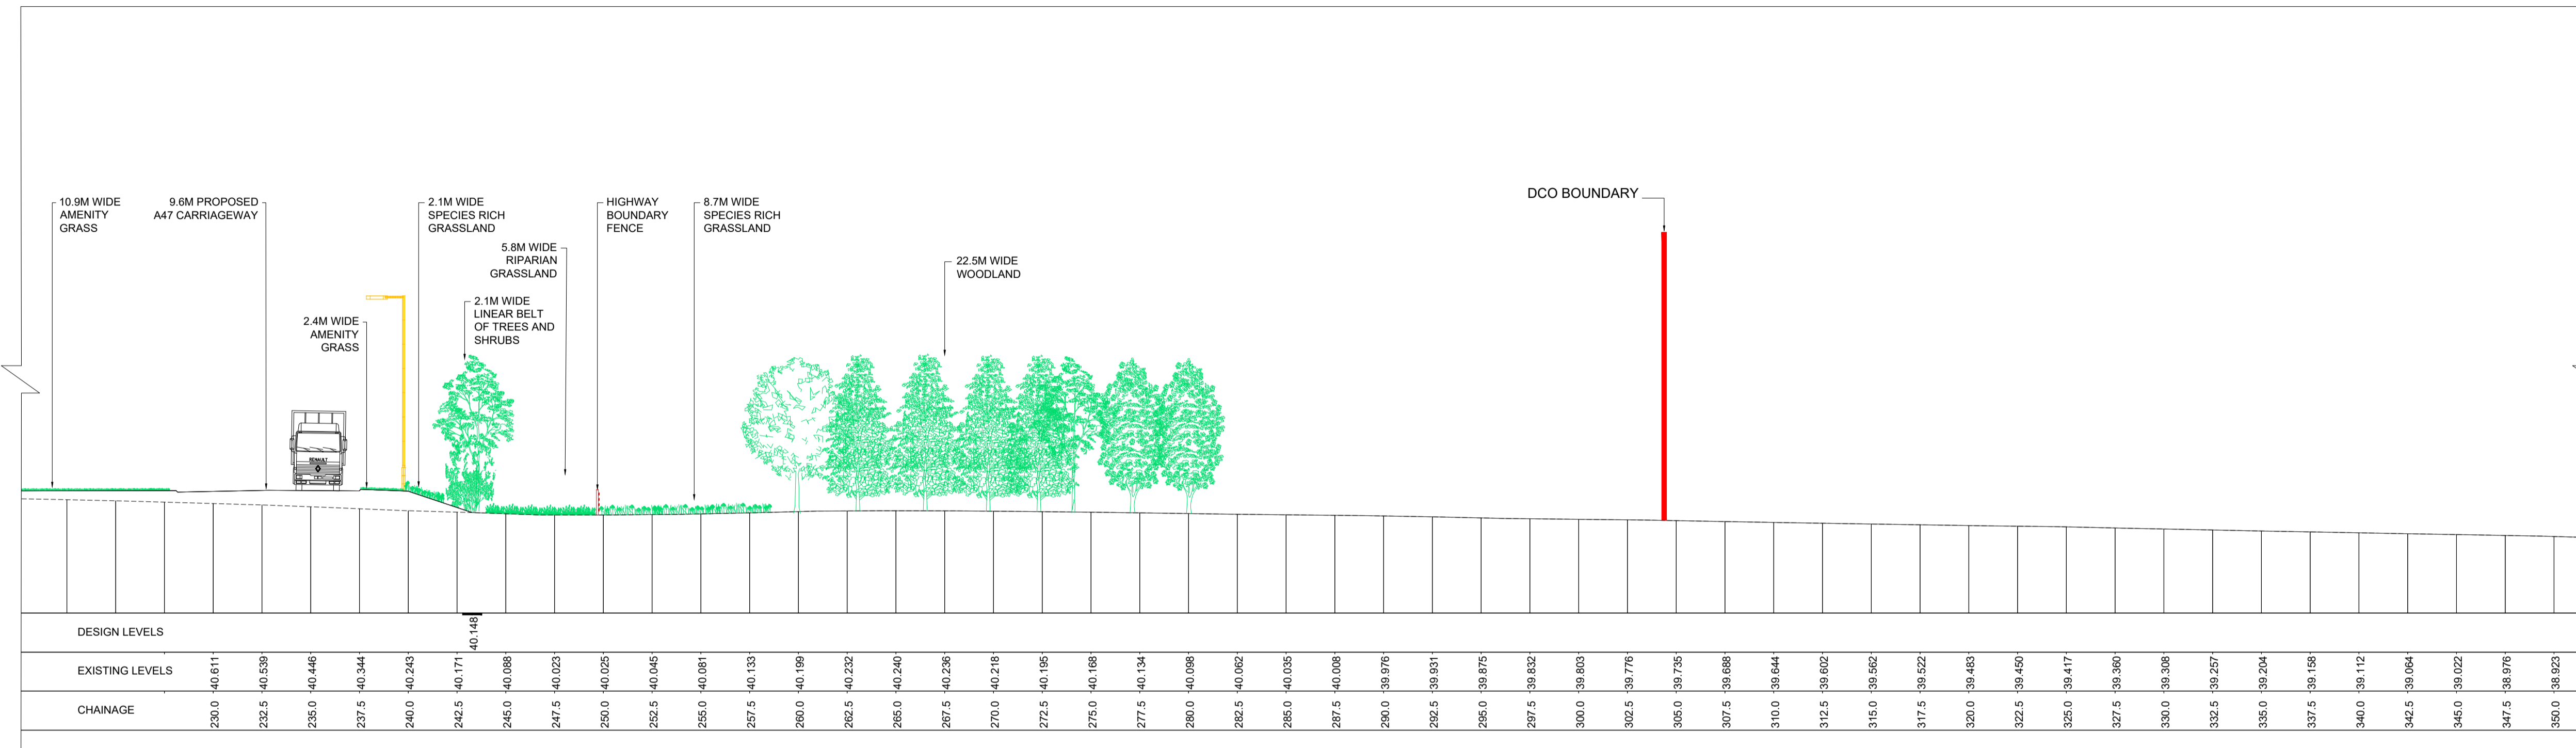 10.9M WIDE
AMENITY
GRASS
9.6M PROPOSED
A47 CARRIAGEWAY
2.4M WIDE
AMENITY
GRASS
2.1M WIDE
SPECIES RICH
GRASSLAND
5.8M WIDE
RIPARIAN
GRASSLAND
2.1M WIDE
LINEAR BELT
OF TREES AND
SHRUBS
HIGHWAY
BOUNDARY
FENCE
8.7M WIDE
SPECIES RICH
GRASSLAND
22.5M WIDE
WOODLAND
DCO BOUNDARY
RENAULT
DESIGN LEVELS
40.148
EXISTING LEVELS
40.611 40.539 40.446 40.344 40.243 40.171 40.088 40.023 40.025 40.045 40.081 40.133 40.199 40.232 40.240 40.236 40.218 40.195 40.168 40.134 40.098 40.062 40.035 40.008 39.976 39.931 39.875 39.832 39.803 39.776 39.735 39.688 39.644 39.602 39.562 39.522 39.483 39.450 39.417 39.360 39.308 39.257 39.204 39.158 39.112 39.064 39.022 38.976 38.923
CHAINAGE
230.0 232.5 235.0 237.5 240.0 242.5 245.0 247.5 250.0 252.5 255.0 257.5 260.0 262.5 265.0 267.5 270.0 272.5 275.0 277.5 280.0 282.5 285.0 287.5 290.0 292.5 295.0 297.5 300.0 302.5 305.0 307.5 310.0 312.5 315.0 317.5 320.0 322.5 325.0 327.5 330.0 332.5 335.0 337.5 340.0 342.5 345.0 347.5 350.0